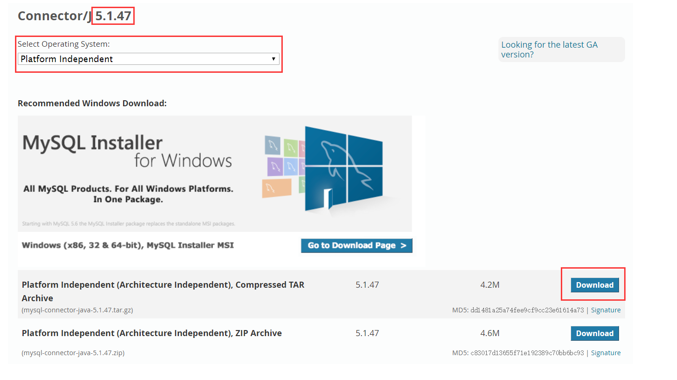 Connector/J 5.1.47
Select Operating System:
Platform Independent
Looking for the latest GA
version?
Recommended Windows Download:
MySQL Installer
for Windows
All MySQL Products. For All Windows Platforms.
In One Package.
Starting with MySQL 5.6 the MySQL Installer package replaces the standalone MSI packages.
Windows (x86, 32 & 64-bit), MySQL Installer MSI
Go to Download Page >
Platform Independent (Architecture Independent), Compressed TAR
Archive
5.1.47
4.2M
Download
(mysql-connector-java-5.1.47.tar.gz)
MD5: dd1481a25a74fee9cf9cc23e61614a73 | Signature
Platform Independent (Architecture Independent), ZIP Archive
5.1.47
4.6M
Download
(mysql-connector-java-5.1.47.zip)
MD5: c83017d13655f71e192389c70bb6bc93 | Signature